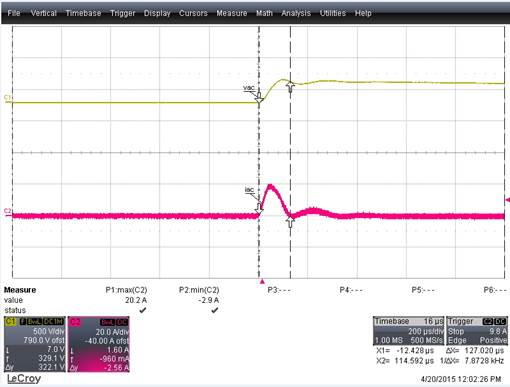 File Vertical Timebase Trigger Display Cursors Measure Math Analysis Utilities Help
vac
C1
iac
C2
Measure P1:max(C2) P2:min(C2) P3:--- P4:--- P5:--- P6:---
value 20.2 A -2.9 A
status
C1 F BwL DC1M
500 V/div
790.0 V ofst
7.0 V
329.1 V
Δy 322.1 V
C2 BwL DC
20.0 A/div
-40.00 A ofst
1.60 A
-960 mA
Δy -2.56 A
Timebase 16 µs
200 µs/div
1.00 MS 500 MS/s
Trigger C2 DC
Stop 9.8 A
Edge Positive
X1= -12.428 µs ΔX= 127.020 µs
X2= 114.592 µs 1/ΔX= 7.8728 kHz
LeCroy
4/20/2015 12:02:26 PM